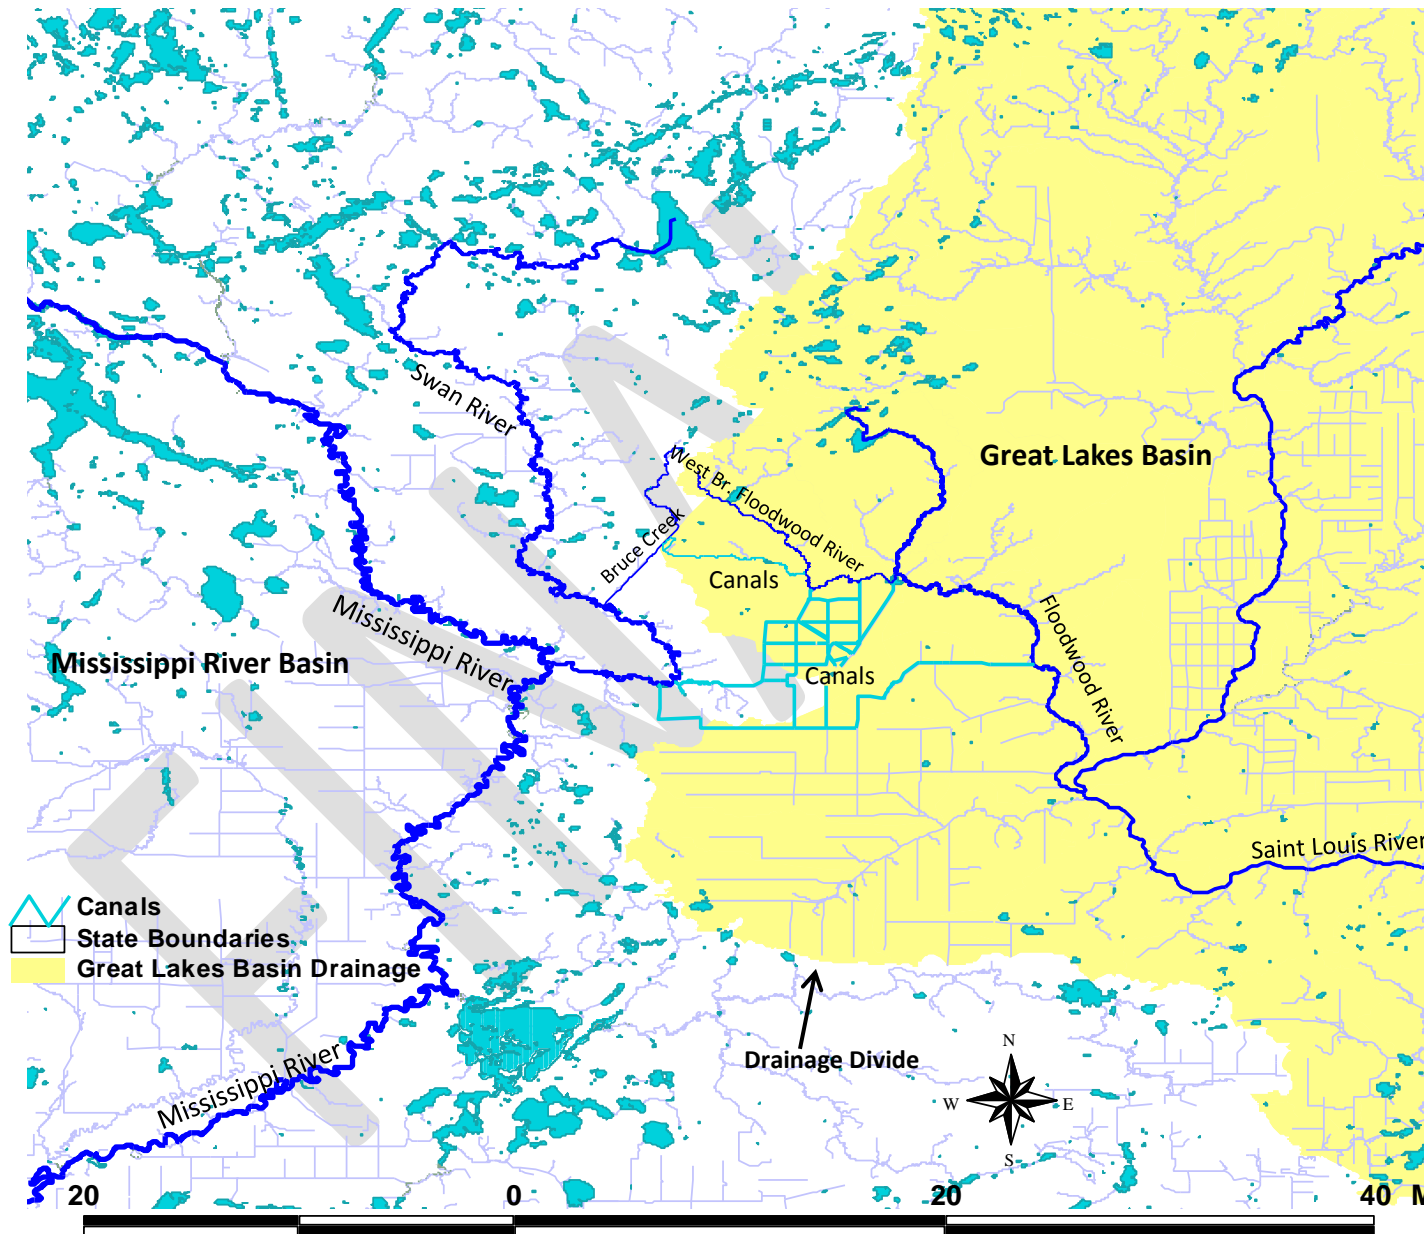 Swan River
Great Lakes Basin
West Br. Floodwood River
Bruce Creek
Canals
Mississippi River
Floodwood River
Mississippi River Basin
Canals
Saint Louis River
Canals
State Boundaries
Great Lakes Basin Drainage
Drainage Divide
Mississippi River
N
W E
S
20 0 20 40 M
FINAL